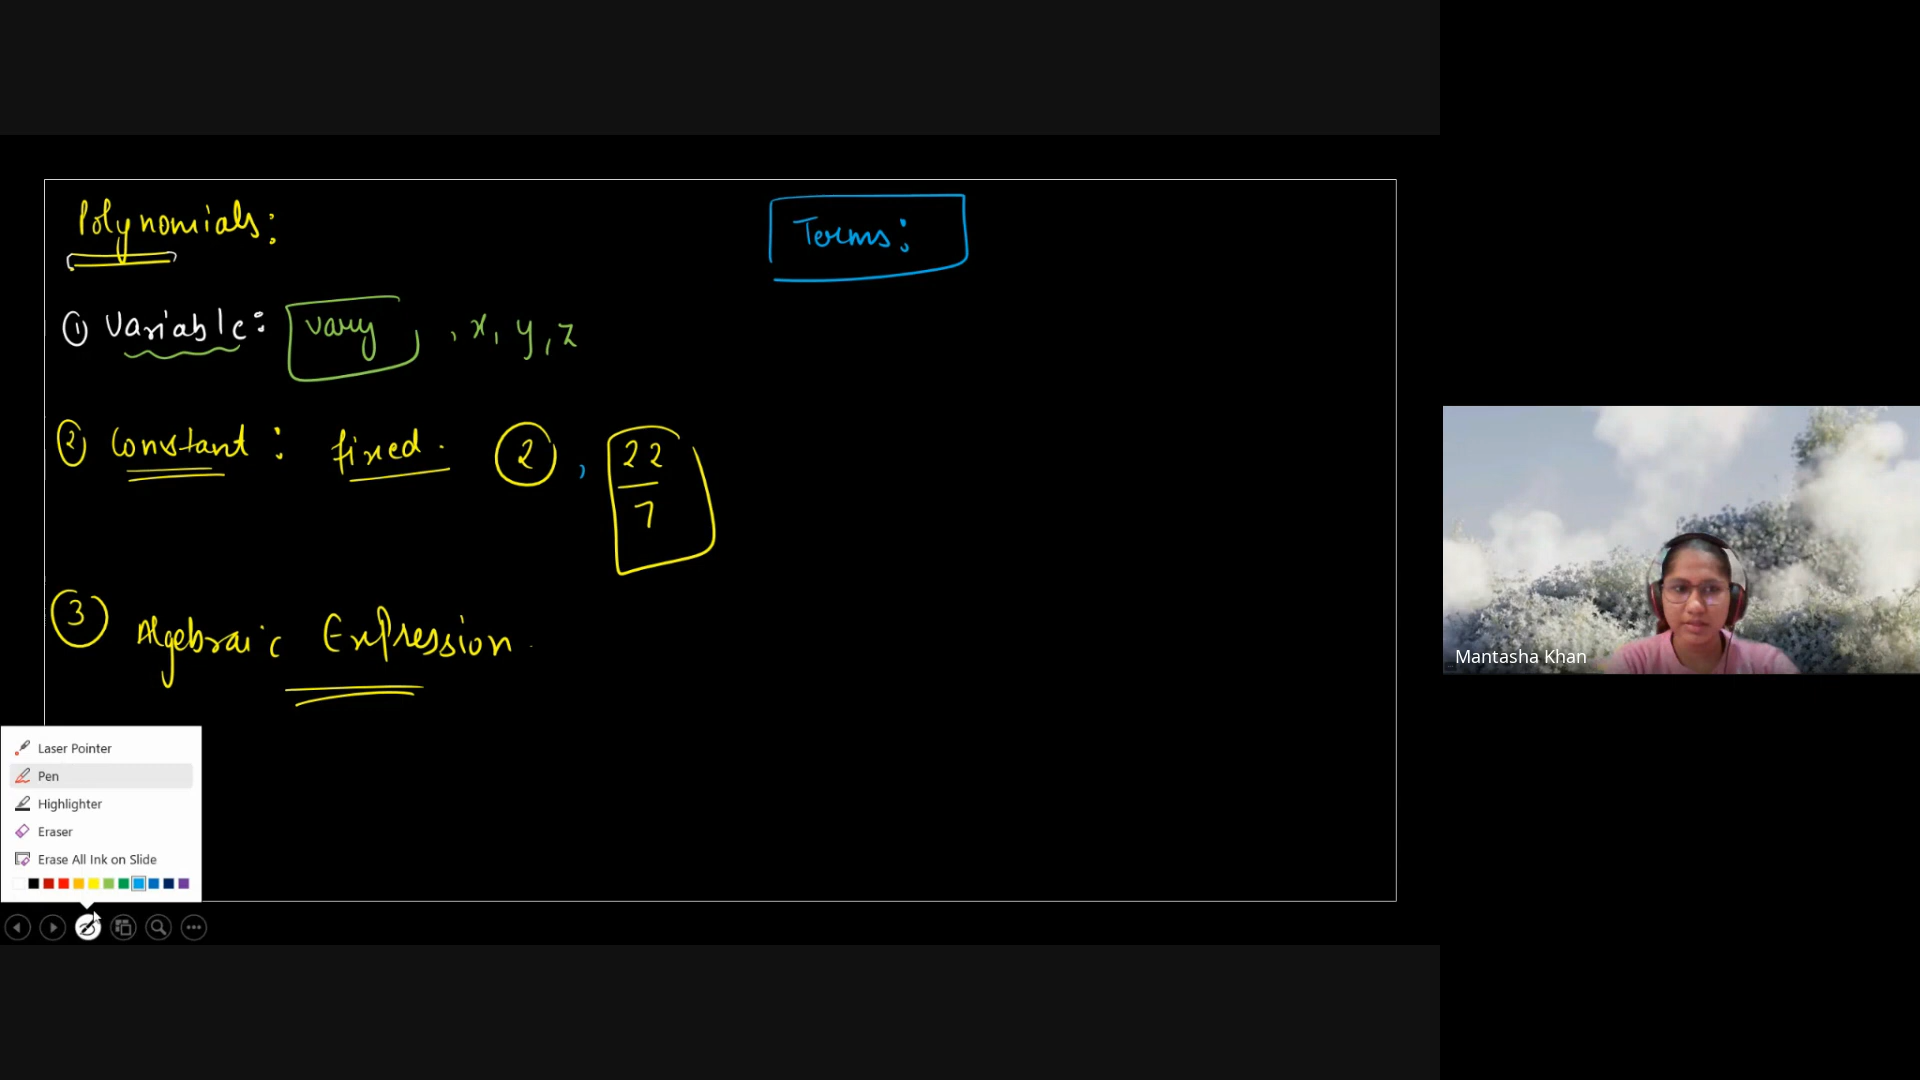 Polynomials:
Terms:
① Variable: vary , x, y, z
② Constant: fixed. 2 , 22/7
③ Algebraic Expression.
Laser Pointer
Pen
Highlighter
Eraser
Erase All Ink on Slide
Mantasha Khan